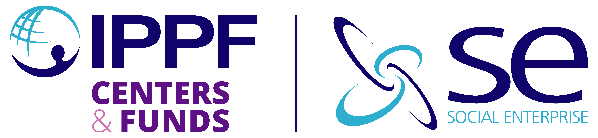 IPPF
CENTERS
& FUNDS
se
SOCIAL ENTERPRISE